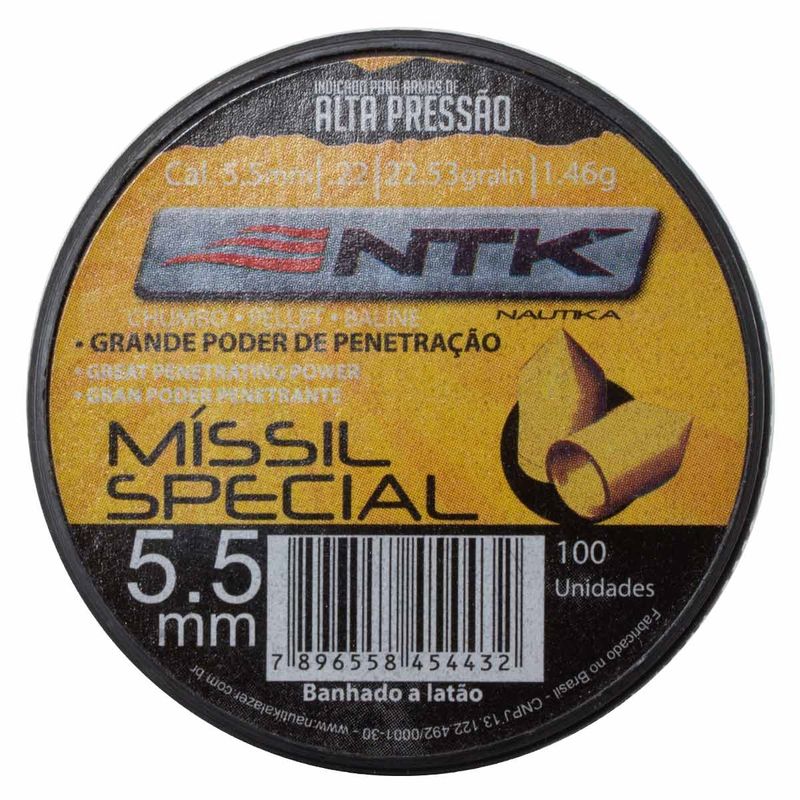 INDICADO PARA ARMAS DE
ALTA PRESSÃO
Cal. 5.5mm | .22 | 22.53grain | 1.46g
NTK
NAUTIKA
CHUMBO • PELLET • BALINE
• GRANDE PODER DE PENETRAÇÃO
• GREAT PENETRATING POWER
• GRAN PODER PENETRANTE
MÍSSIL
SPECIAL
5.5
mm
100
Unidades
7 896558 454432
Banhado a latão
Fabricado no Brasil - CNPJ 13.122.492/0001-30 - www.nautikalazer.com.br